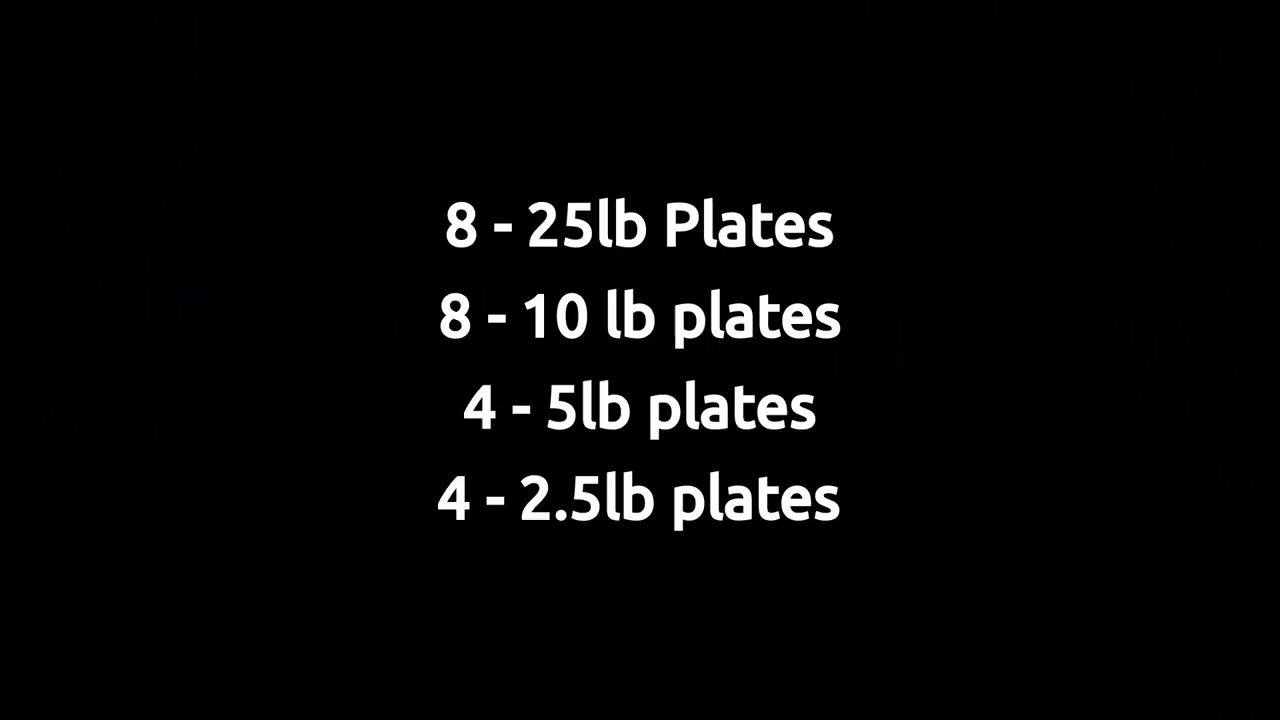 8 - 25lb Plates
8 - 10 lb plates
4 - 5lb plates
4 - 2.5lb plates